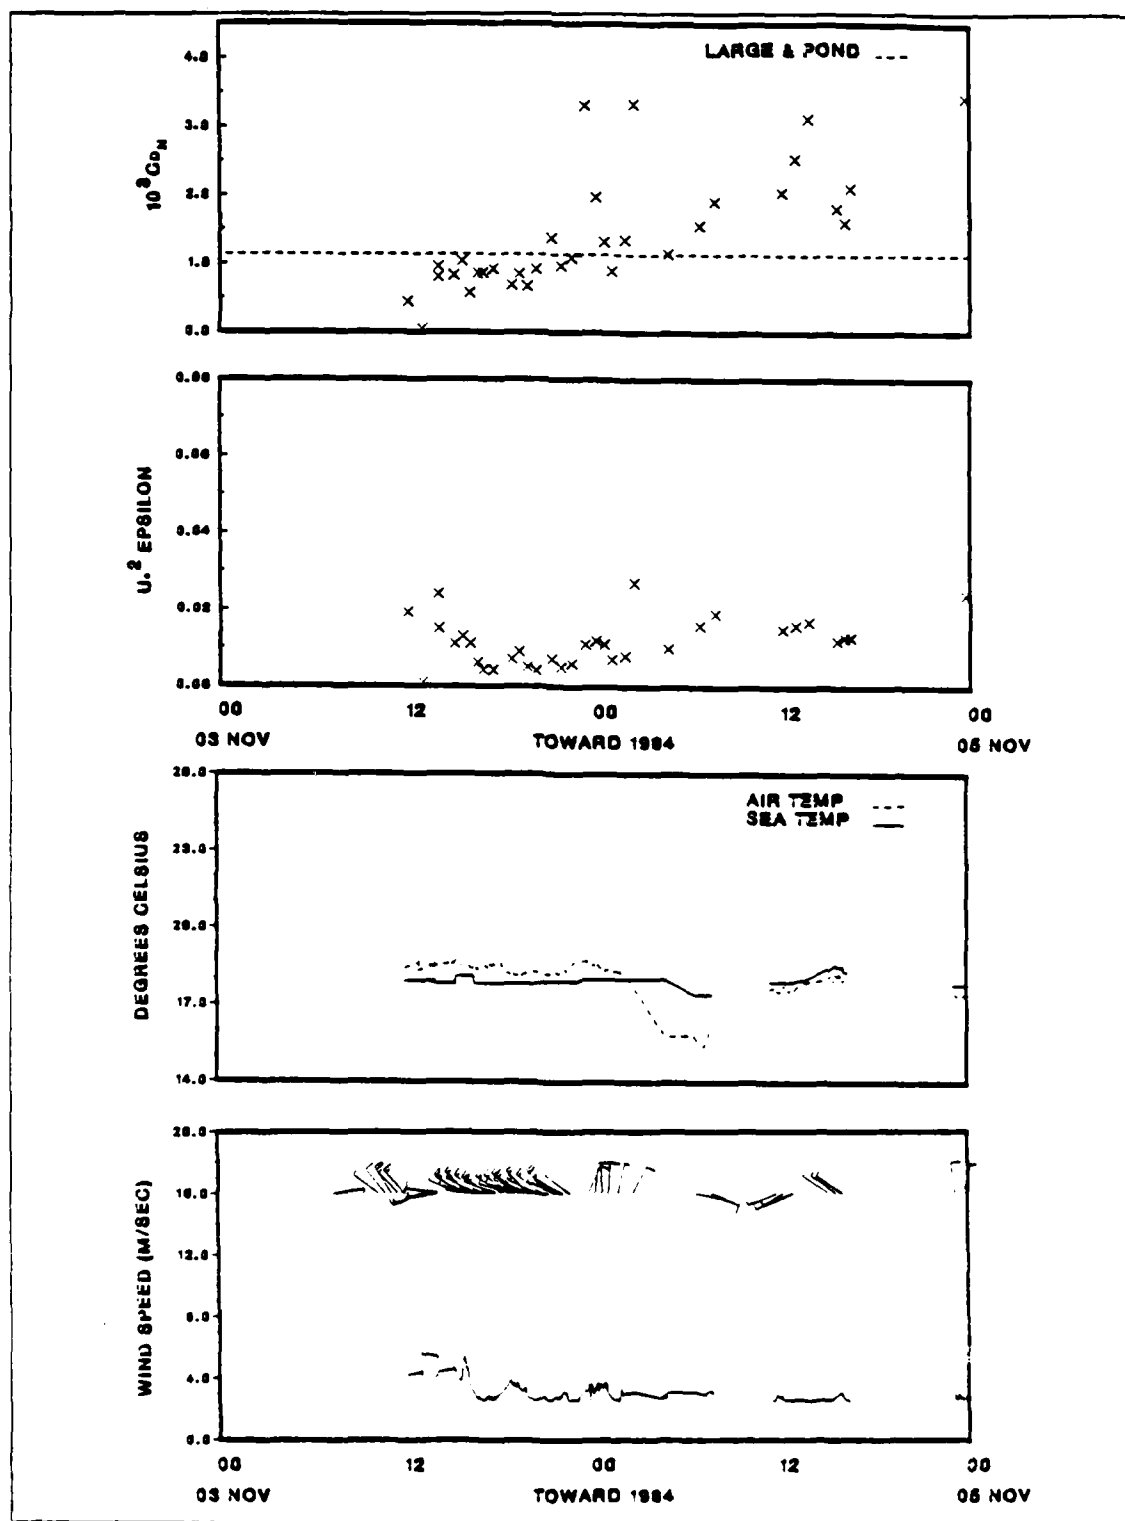 LARGE & POND
4.0
3.0
2.0
1.0
0.0
10³CDN
0.08
0.06
0.04
0.02
0.00
U.² EPSILON
00 12 00 12 00
03 NOV TOWARD 1984 05 NOV
AIR TEMP
SEA TEMP
26.0
23.0
20.0
17.0
14.0
DEGREES CELSIUS
20.0
16.0
12.0
8.0
4.0
0.0
WIND SPEED (M/SEC)
00 12 00 12 00
03 NOV TOWARD 1984 05 NOV